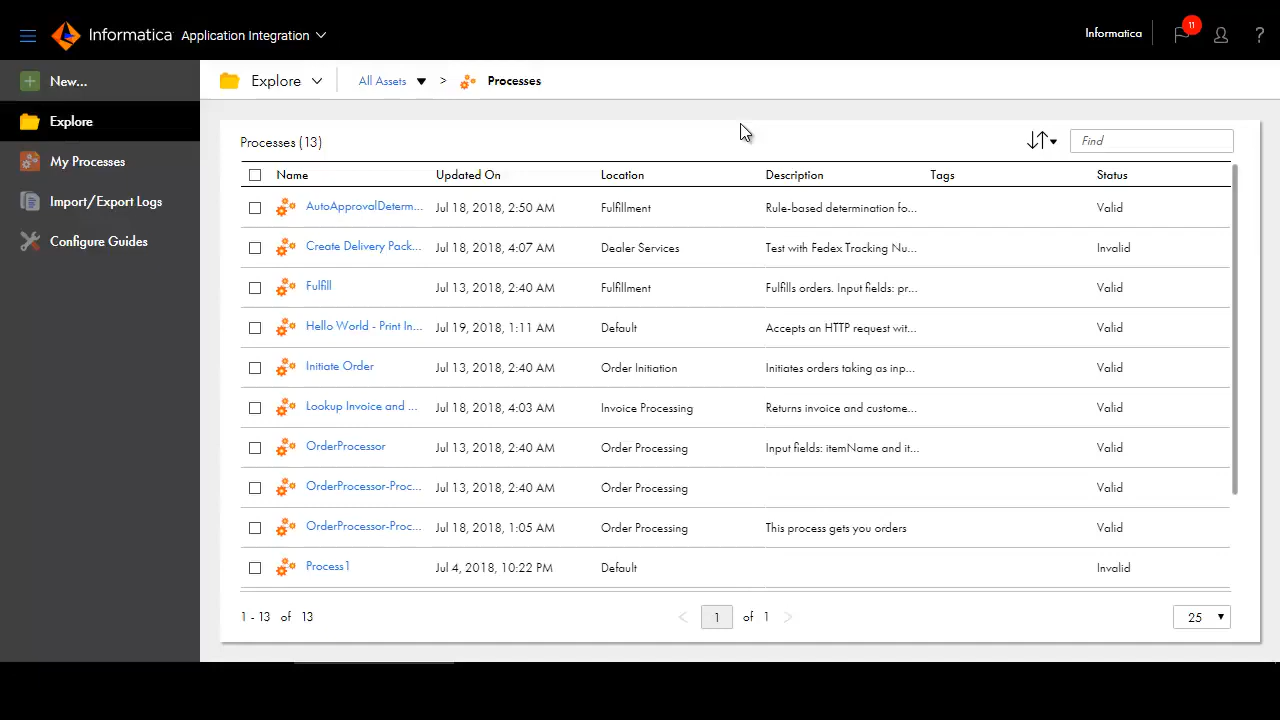 Informatica Application Integration
Informatica 11 ?
New...
Explore
My Processes
Import/Export Logs
Configure Guides
Explore All Assets > Processes
Processes (13) Find
Name Updated On Location Description Tags Status
AutoApprovalDeterm... Jul 18, 2018, 2:50 AM Fulfillment Rule-based determination fo... Valid
Create Delivery Pack... Jul 18, 2018, 4:07 AM Dealer Services Test with Fedex Tracking Nu... Invalid
Fulfill Jul 13, 2018, 2:40 AM Fulfillment Fulfills orders. Input fields: pr... Valid
Hello World - Print In... Jul 19, 2018, 1:11 AM Default Accepts an HTTP request wit... Valid
Initiate Order Jul 13, 2018, 2:40 AM Order Initiation Initiates orders taking as inp... Valid
Lookup Invoice and ... Jul 18, 2018, 4:03 AM Invoice Processing Returns invoice and custome... Valid
OrderProcessor Jul 13, 2018, 2:40 AM Order Processing Input fields: itemName and it... Valid
OrderProcessor-Proc... Jul 13, 2018, 2:40 AM Order Processing Valid
OrderProcessor-Proc... Jul 18, 2018, 1:05 AM Order Processing This process gets you orders Valid
Process1 Jul 4, 2018, 10:22 PM Default Invalid
1 - 13 of 13 < 1 of 1 > 25